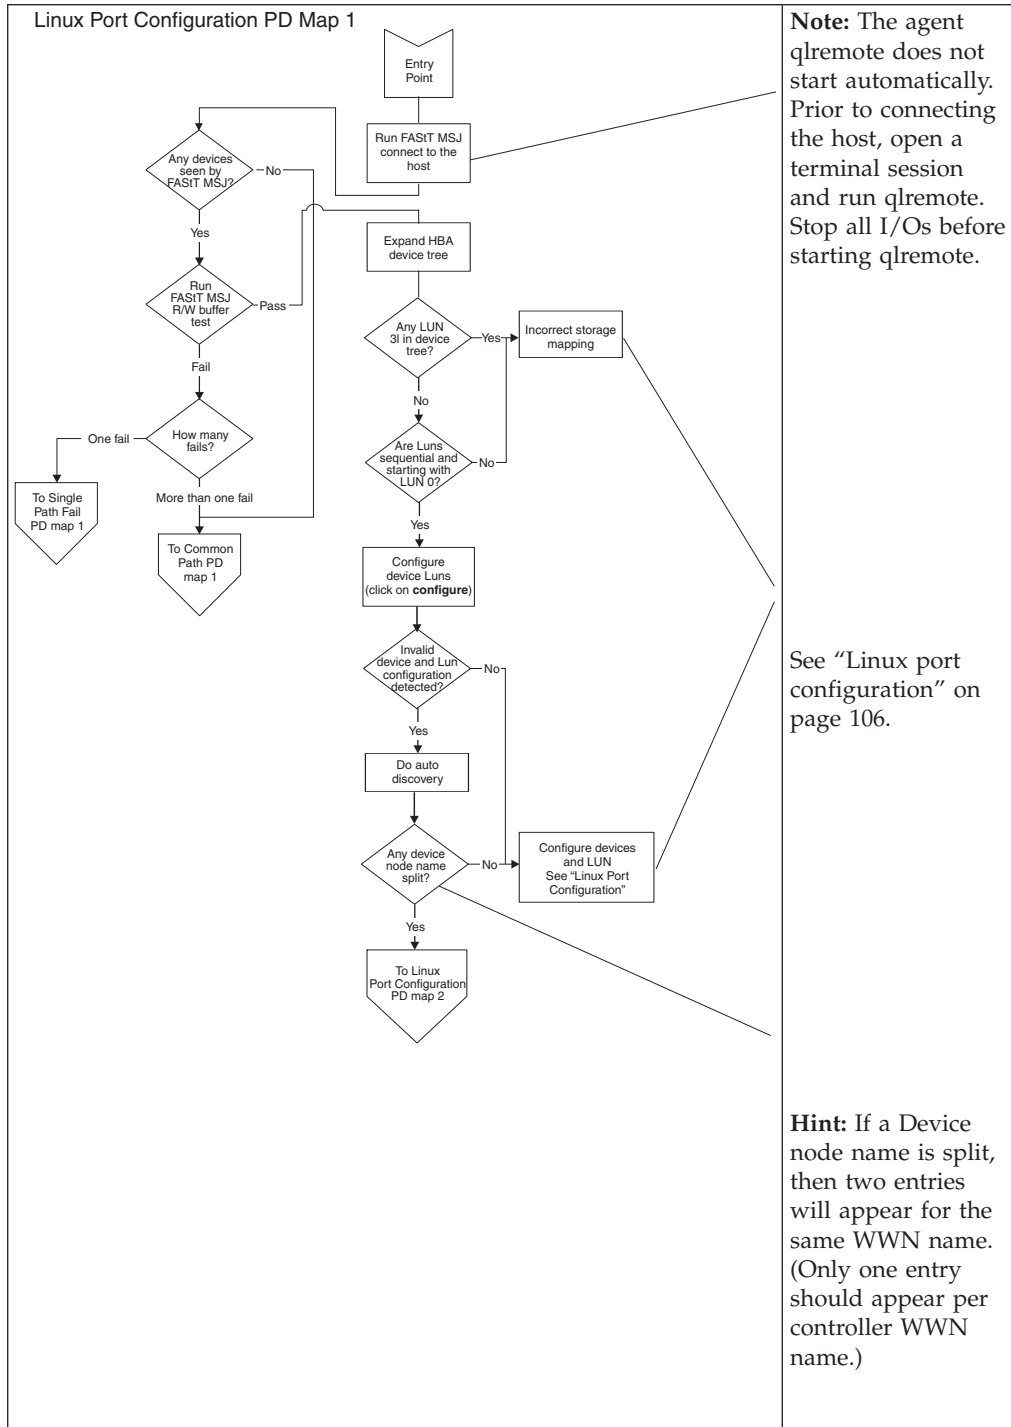 Linux Port Configuration PD Map 1
Entry
Point
Run FAStT MSJ
connect to the
host
Any devices
seen by
FAStT MSJ?
No
Yes
Run
FAStT MSJ
R/W buffer
test
Pass
Fail
How many
fails?
One fail
More than one fail
To Single
Path Fail
PD map 1
To Common
Path PD
map 1
Expand HBA
device tree
Any LUN
3l in device
tree?
Yes
Incorrect storage
mapping
No
Are Luns
sequential and
starting with
LUN 0?
No
Yes
Configure
device Luns
(click on configure)
Invalid
device and Lun
configuration
detected?
No
Yes
Do auto
discovery
Any device
node name
split?
No
Configure devices
and LUN
See “Linux Port
Configuration”
Yes
To Linux
Port Configuration
PD map 2
Note: The agent
qlremote does not
start automatically.
Prior to connecting
the host, open a
terminal session
and run qlremote.
Stop all I/Os before
starting qlremote.
See “Linux port
configuration” on
page 106.
Hint: If a Device
node name is split,
then two entries
will appear for the
same WWN name.
(Only one entry
should appear per
controller WWN
name.)